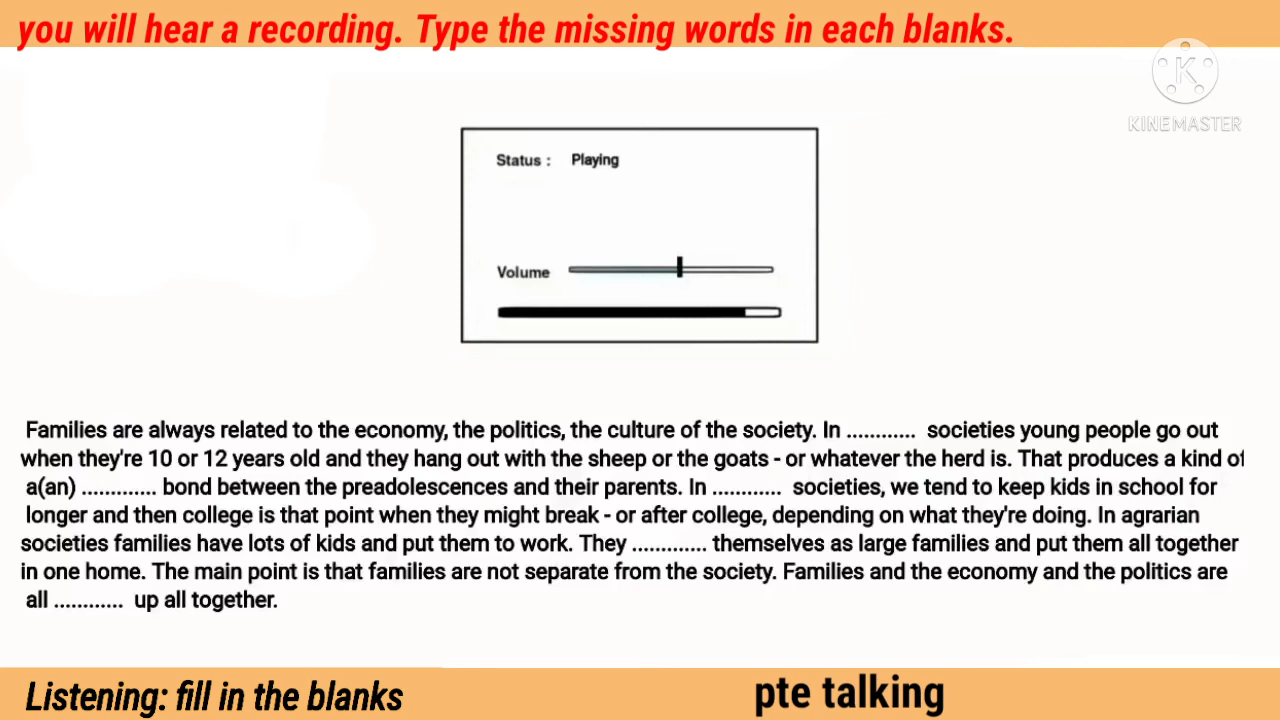 you will hear a recording. Type the missing words in each blanks.
KINEMASTER
Status : Playing
Volume
Families are always related to the economy, the politics, the culture of the society. In ............ societies young people go out
when they're 10 or 12 years old and they hang out with the sheep or the goats - or whatever the herd is. That produces a kind of
a(an) ............. bond between the preadolescences and their parents. In ............ societies, we tend to keep kids in school for
longer and then college is that point when they might break - or after college, depending on what they're doing. In agrarian
societies families have lots of kids and put them to work. They ............. themselves as large families and put them all together
in one home. The main point is that families are not separate from the society. Families and the economy and the politics are
all ............ up all together.
Listening: fill in the blanks
pte talking